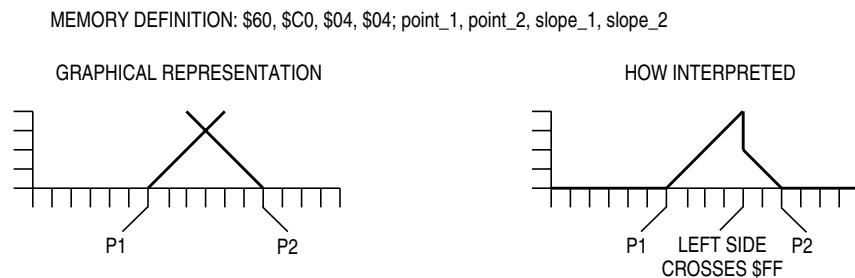 MEMORY DEFINITION: $60, $C0, $04, $04; point_1, point_2, slope_1, slope_2
GRAPHICAL REPRESENTATION
HOW INTERPRETED
P1
P2
P1
LEFT SIDE
CROSSES $FF
P2